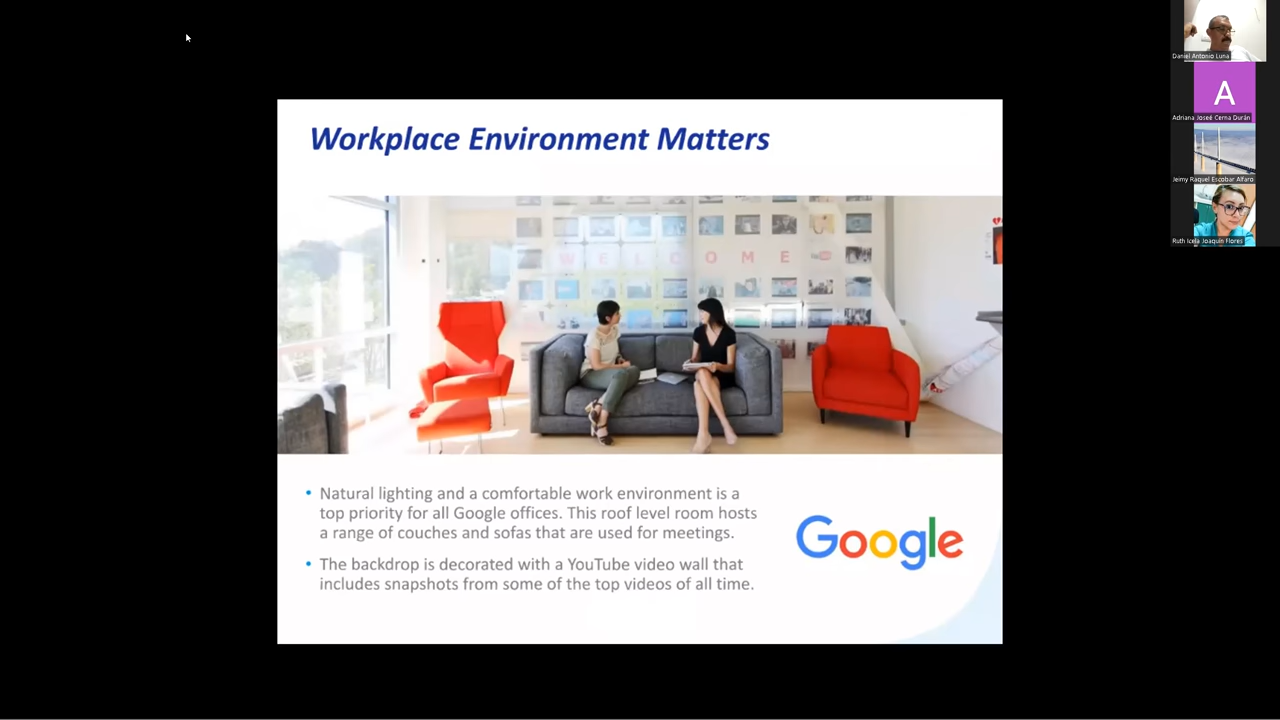 Workplace Environment Matters
WELCOME
• Natural lighting and a comfortable work environment is a
top priority for all Google offices. This roof level room hosts
a range of couches and sofas that are used for meetings.
• The backdrop is decorated with a YouTube video wall that
includes snapshots from some of the top videos of all time.
Google
Daniel Antonio Luna
A
Adriana Joseé Cerna Durán
Jeimy Raquel Escobar Alfaro
Ruth Icela Joaquin Flores